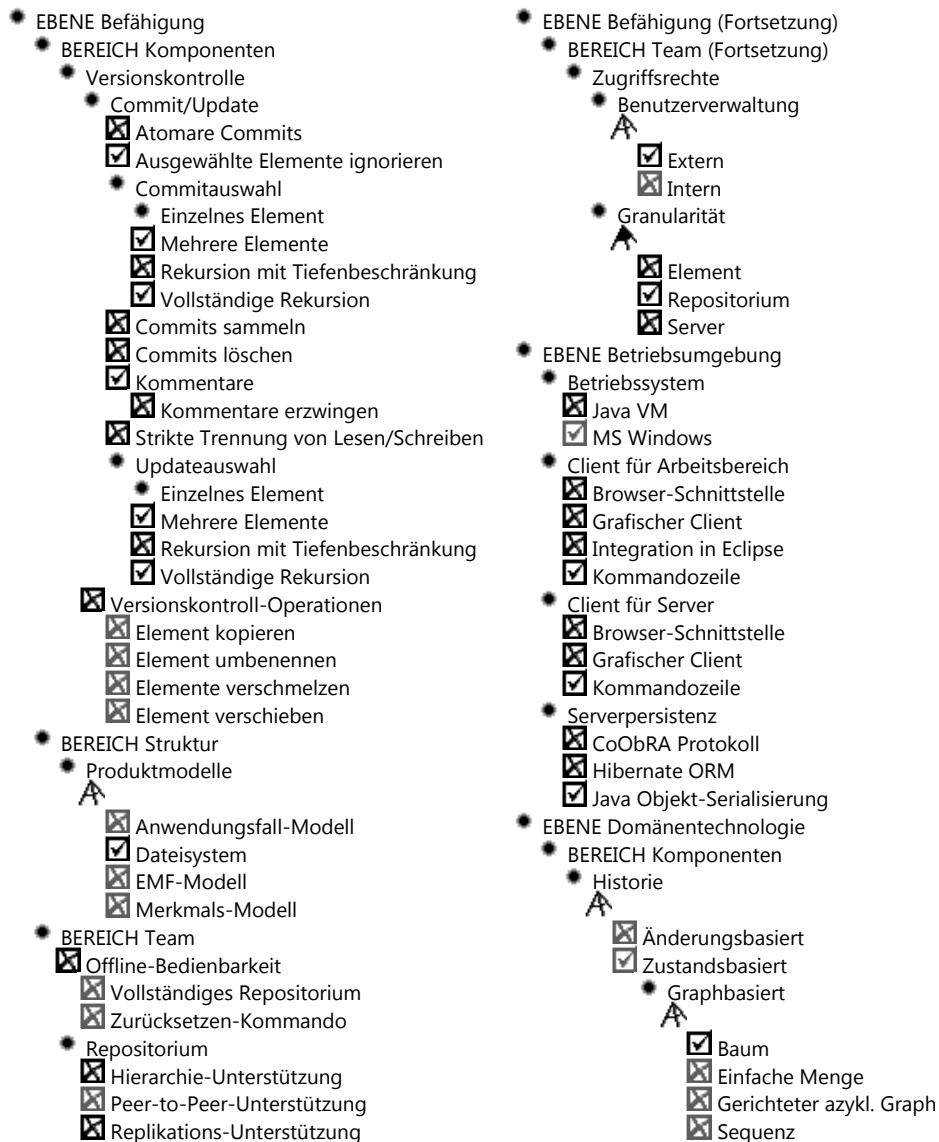 EBENE Befähigung
BEREICH Komponenten
Versionskontrolle
Commit/Update
Atomare Commits
Ausgewählte Elemente ignorieren
Commitauswahl
Einzelnes Element
Mehrere Elemente
Rekursion mit Tiefenbeschränkung
Vollständige Rekursion
Commits sammeln
Commits löschen
Kommentare
Kommentare erzwingen
Strikte Trennung von Lesen/Schreiben
Updateauswahl
Einzelnes Element
Mehrere Elemente
Rekursion mit Tiefenbeschränkung
Vollständige Rekursion
Versionskontroll-Operationen
Element kopieren
Element umbenennen
Elemente verschmelzen
Element verschieben
BEREICH Struktur
Produktmodelle
Anwendungsfall-Modell
Dateisystem
EMF-Modell
Merkmals-Modell
BEREICH Team
Offline-Bedienbarkeit
Vollständiges Repositorium
Zurücksetzen-Kommando
Repositorium
Hierarchie-Unterstützung
Peer-to-Peer-Unterstützung
Replikations-Unterstützung
EBENE Befähigung (Fortsetzung)
BEREICH Team (Fortsetzung)
Zugriffsrechte
Benutzerverwaltung
Extern
Intern
Granularität
Element
Repositorium
Server
EBENE Betriebsumgebung
Betriebssystem
Java VM
MS Windows
Client für Arbeitsbereich
Browser-Schnittstelle
Grafischer Client
Integration in Eclipse
Kommandozeile
Client für Server
Browser-Schnittstelle
Grafischer Client
Kommandozeile
Serverpersistenz
CoObRA Protokoll
Hibernate ORM
Java Objekt-Serialisierung
EBENE Domänentechnologie
BEREICH Komponenten
Historie
Änderungsbasiert
Zustandsbasiert
Graphbasiert
Baum
Einfache Menge
Gerichteter azykl. Graph
Sequenz